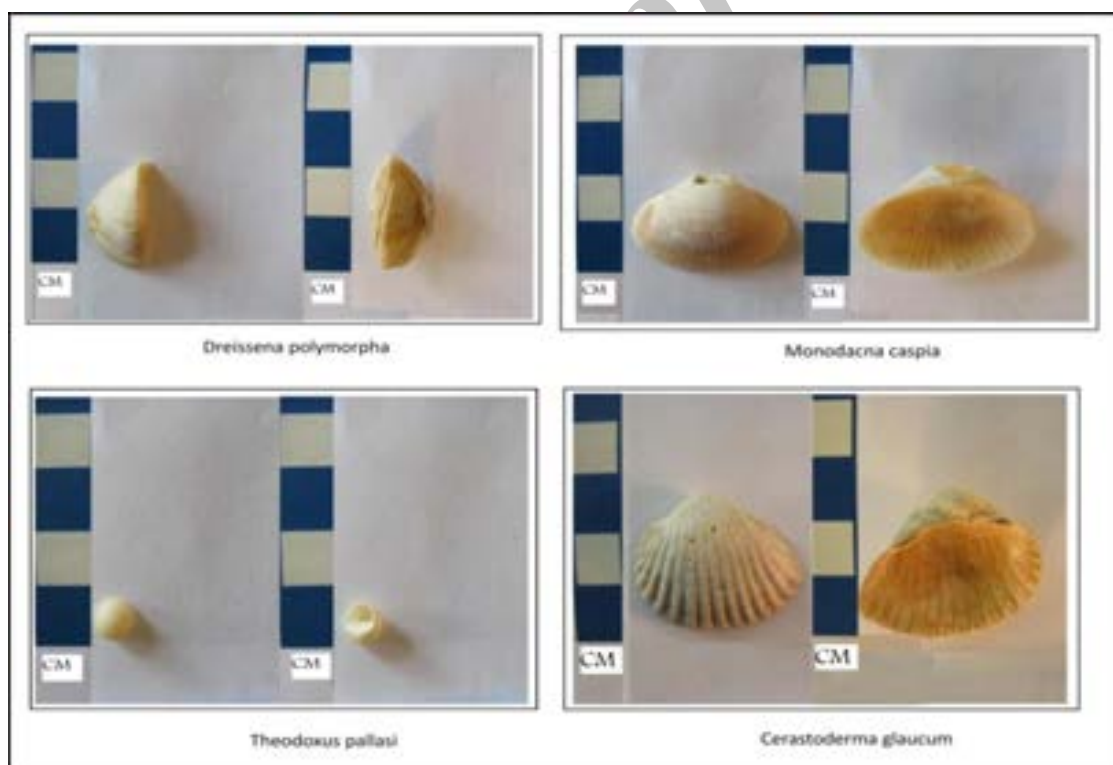 CM
CM
Dreissena polymorpha
CM
CM
Monodacna caspia
CM
CM
Theodoxus pallasi
CM
CM
Cerastoderma glaucum